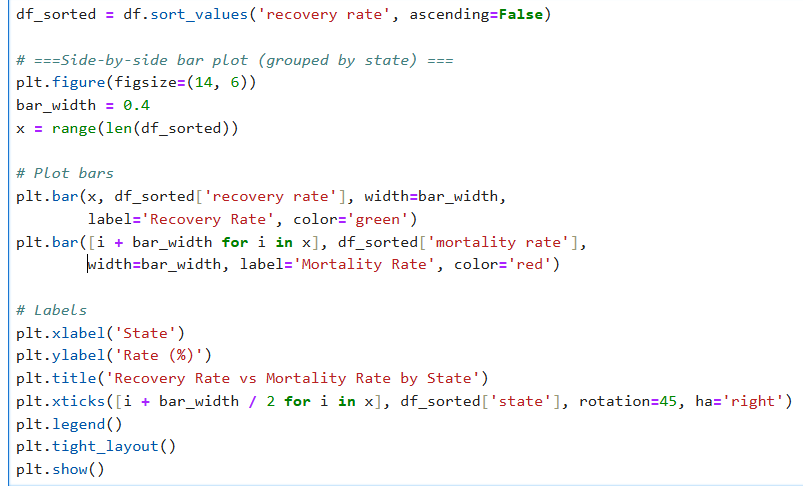 df_sorted = df.sort_values('recovery rate', ascending=False)

# ===Side-by-side bar plot (grouped by state) ===
plt.figure(figsize=(14, 6))
bar_width = 0.4
x = range(len(df_sorted))

# Plot bars
plt.bar(x, df_sorted['recovery rate'], width=bar_width,
        label='Recovery Rate', color='green')
plt.bar([i + bar_width for i in x], df_sorted['mortality rate'],
        width=bar_width, label='Mortality Rate', color='red')

# Labels
plt.xlabel('State')
plt.ylabel('Rate (%)')
plt.title('Recovery Rate vs Mortality Rate by State')
plt.xticks([i + bar_width / 2 for i in x], df_sorted['state'], rotation=45, ha='right')
plt.legend()
plt.tight_layout()
plt.show()